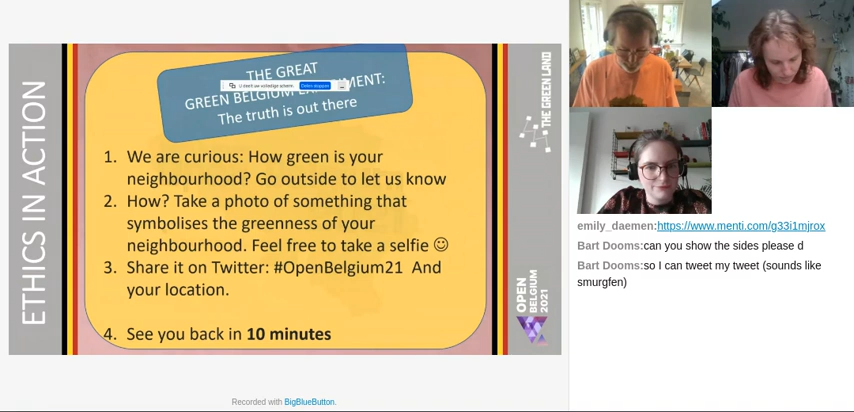 ETHICS IN ACTION
THE GREAT
GREEN BELGIUM EXPERIMENT:
The truth is out there
1. We are curious: How green is your
neighbourhood? Go outside to let us know
2. How? Take a photo of something that
symbolises the greenness of your
neighbourhood. Feel free to take a selfie ☺
3. Share it on Twitter: #OpenBelgium21 And
your location.
4. See you back in 10 minutes
THE GREEN LAND
OPEN
BELGIUM
2021
emily_daemen:https://www.menti.com/g33i1mjrox
Bart Dooms:can you show the sides please d
Bart Dooms:so I can tweet my tweet (sounds like
smurgfen)
Recorded with BigBlueButton.